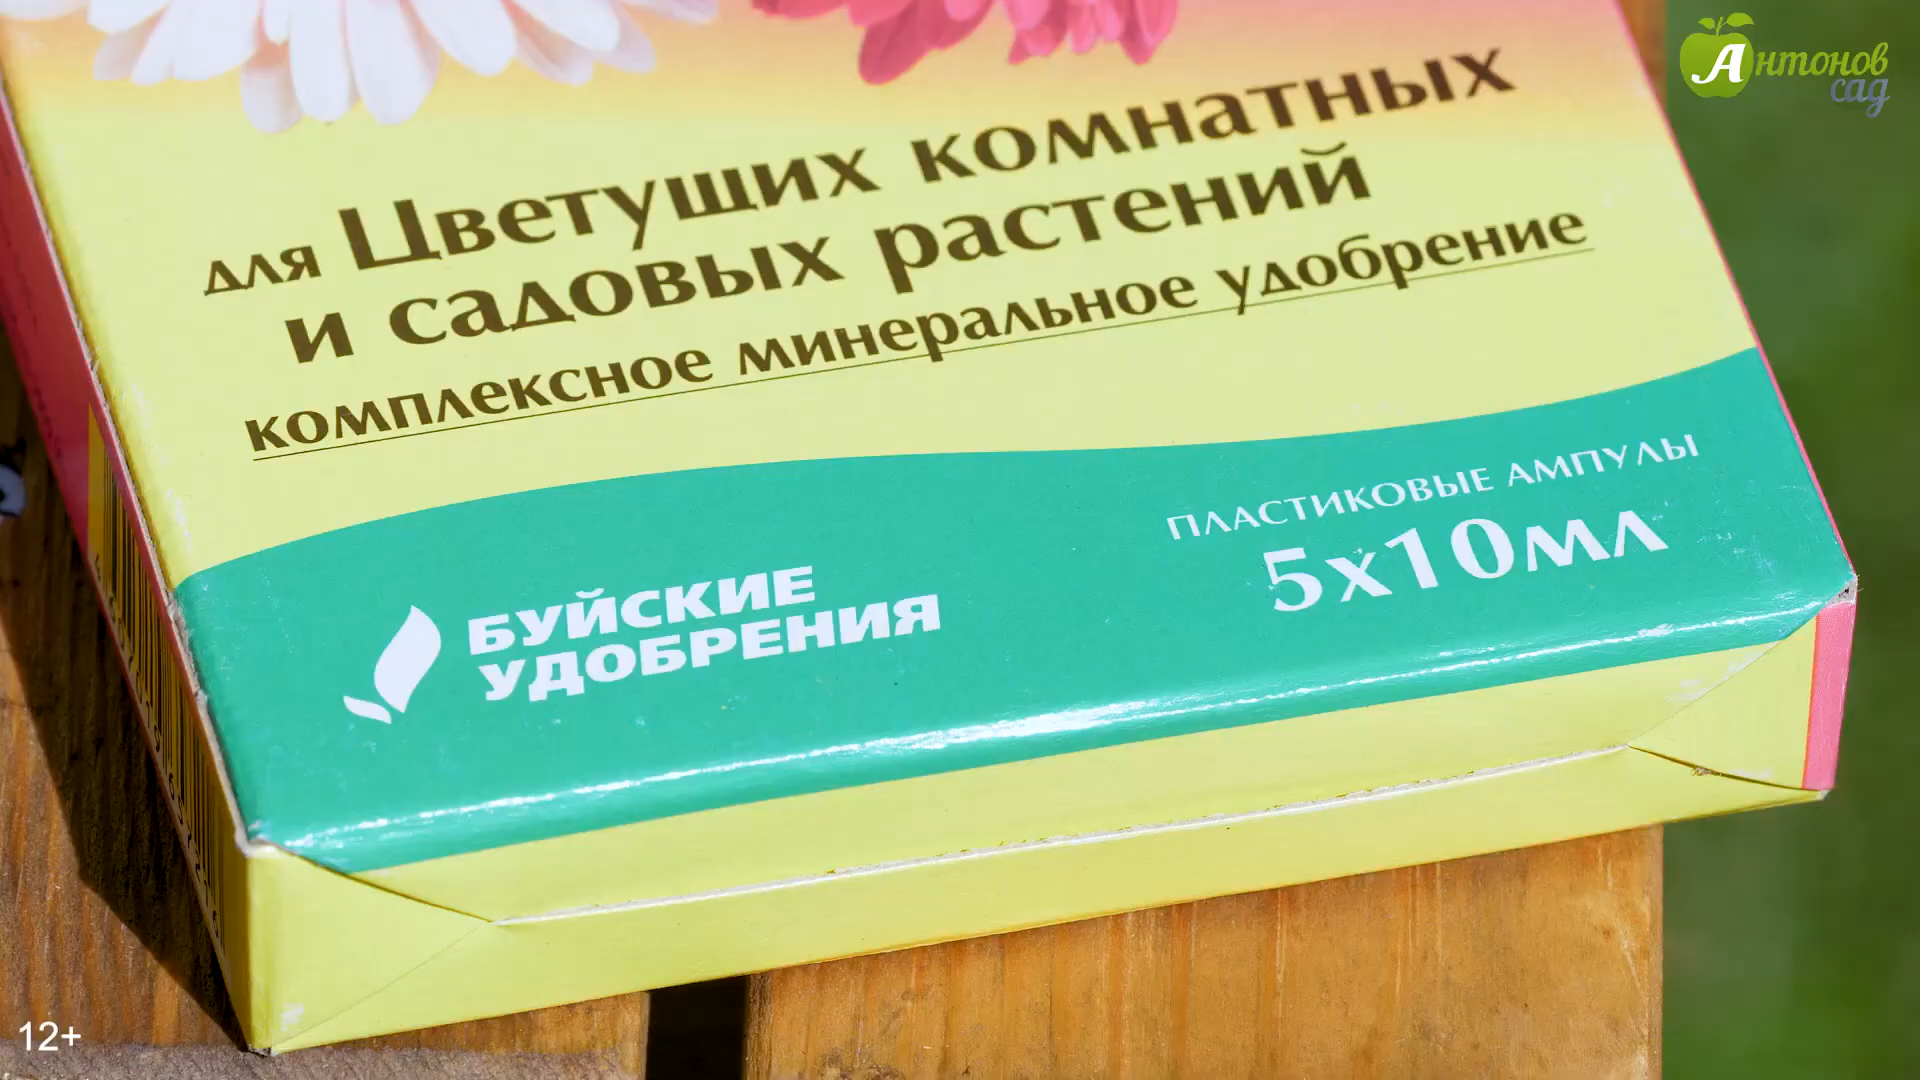 Антонов
сад
для Цветущих комнатных
и садовых растений
комплексное минеральное удобрение
ПЛАСТИКОВЫЕ АМПУЛЫ
5х10мл
БУЙСКИЕ
УДОБРЕНИЯ
12+